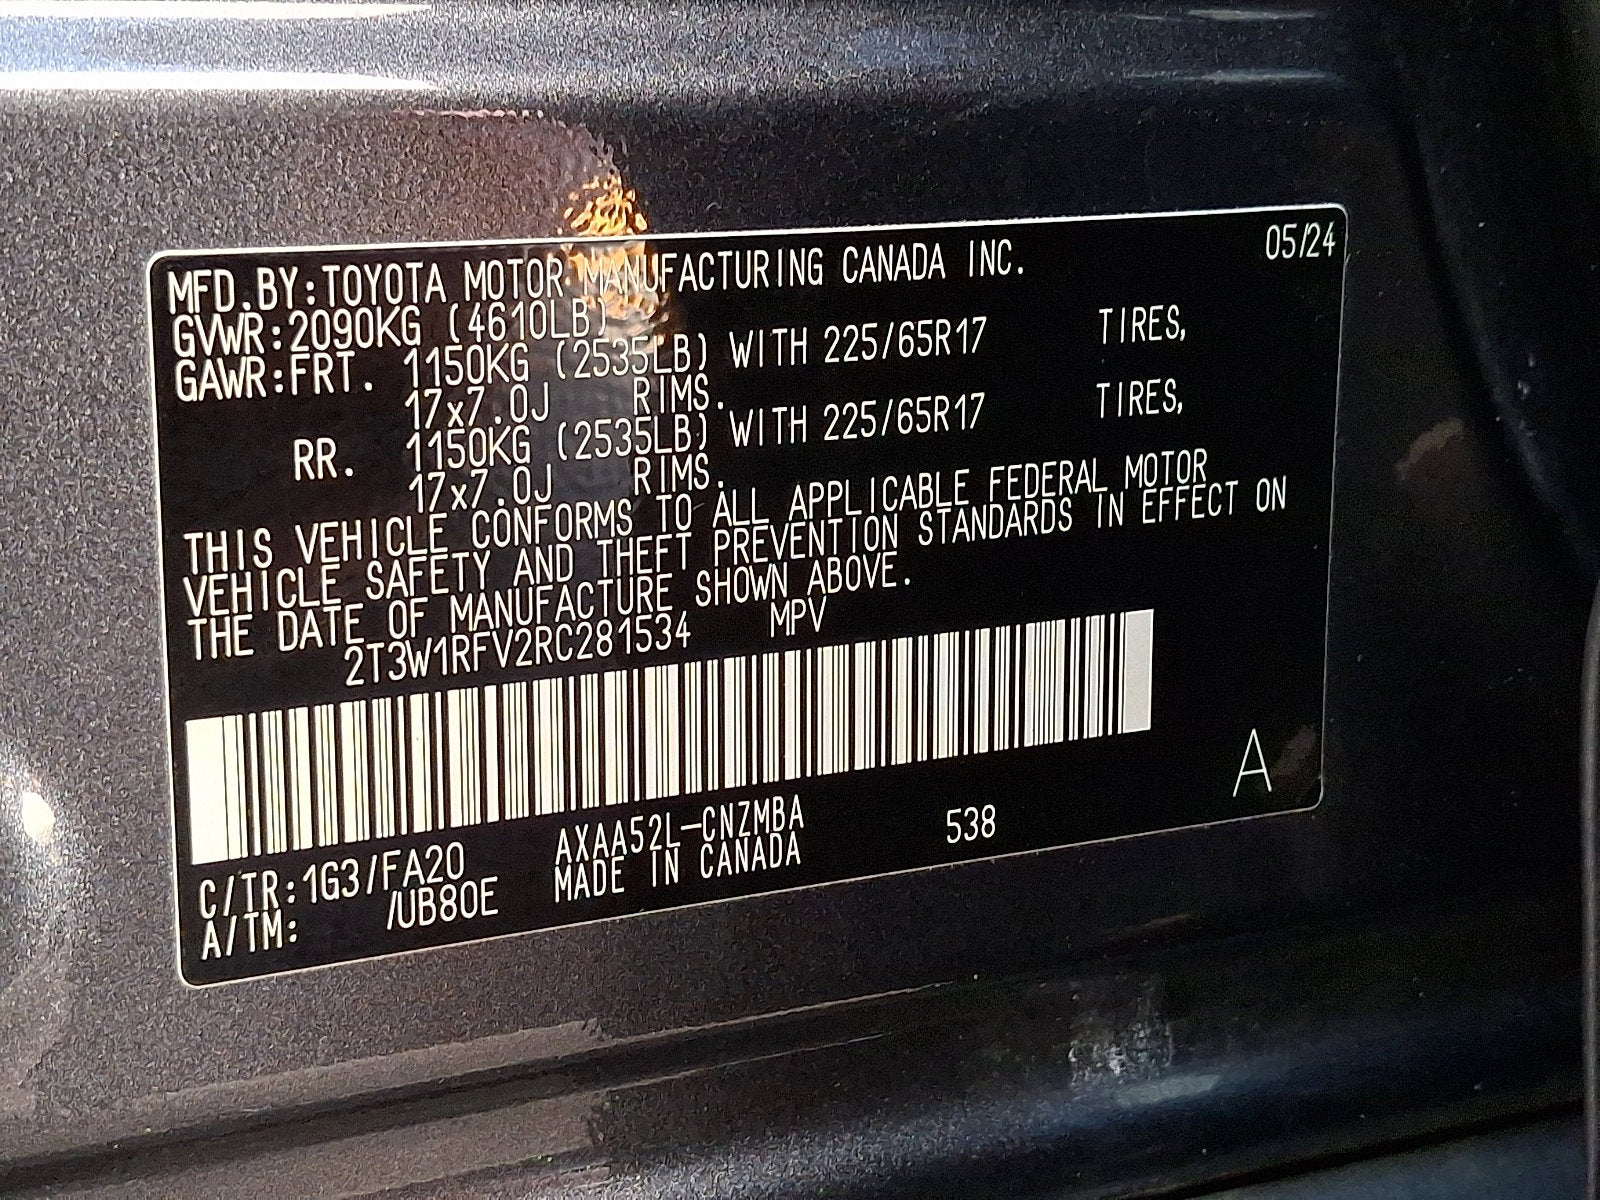 MFD.BY:TOYOTA MOTOR MANUFACTURING CANADA INC. 05/24
GVWR:2090KG (4610LB)
GAWR:FRT. 1150KG (2535LB) WITH 225/65R17 TIRES,
17x7.0J RIMS.
RR. 1150KG (2535LB) WITH 225/65R17 TIRES,
17x7.0J RIMS.
THIS VEHICLE CONFORMS TO ALL APPLICABLE FEDERAL MOTOR
VEHICLE SAFETY AND THEFT PREVENTION STANDARDS IN EFFECT ON
THE DATE OF MANUFACTURE SHOWN ABOVE.
2T3W1RFV2RC281534 MPV
A
C/TR:1G3/FA20 AXAA52L-CNZMBA 538
A/TM: /UB80E MADE IN CANADA